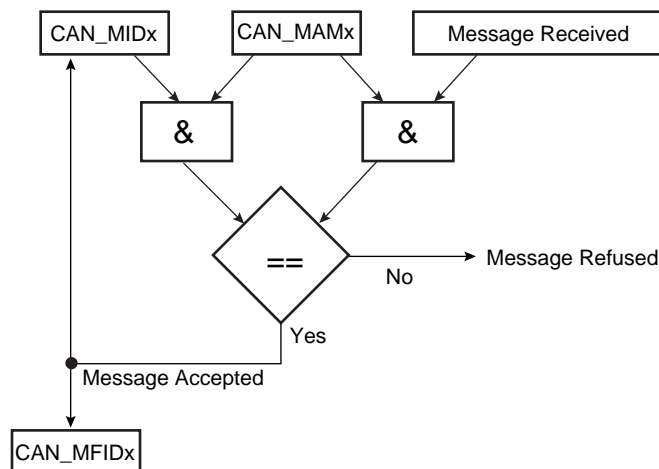 CAN_MIDx
CAN_MAMx
Message Received
&
&
==
No
Message Refused
Yes
Message Accepted
CAN_MFIDx